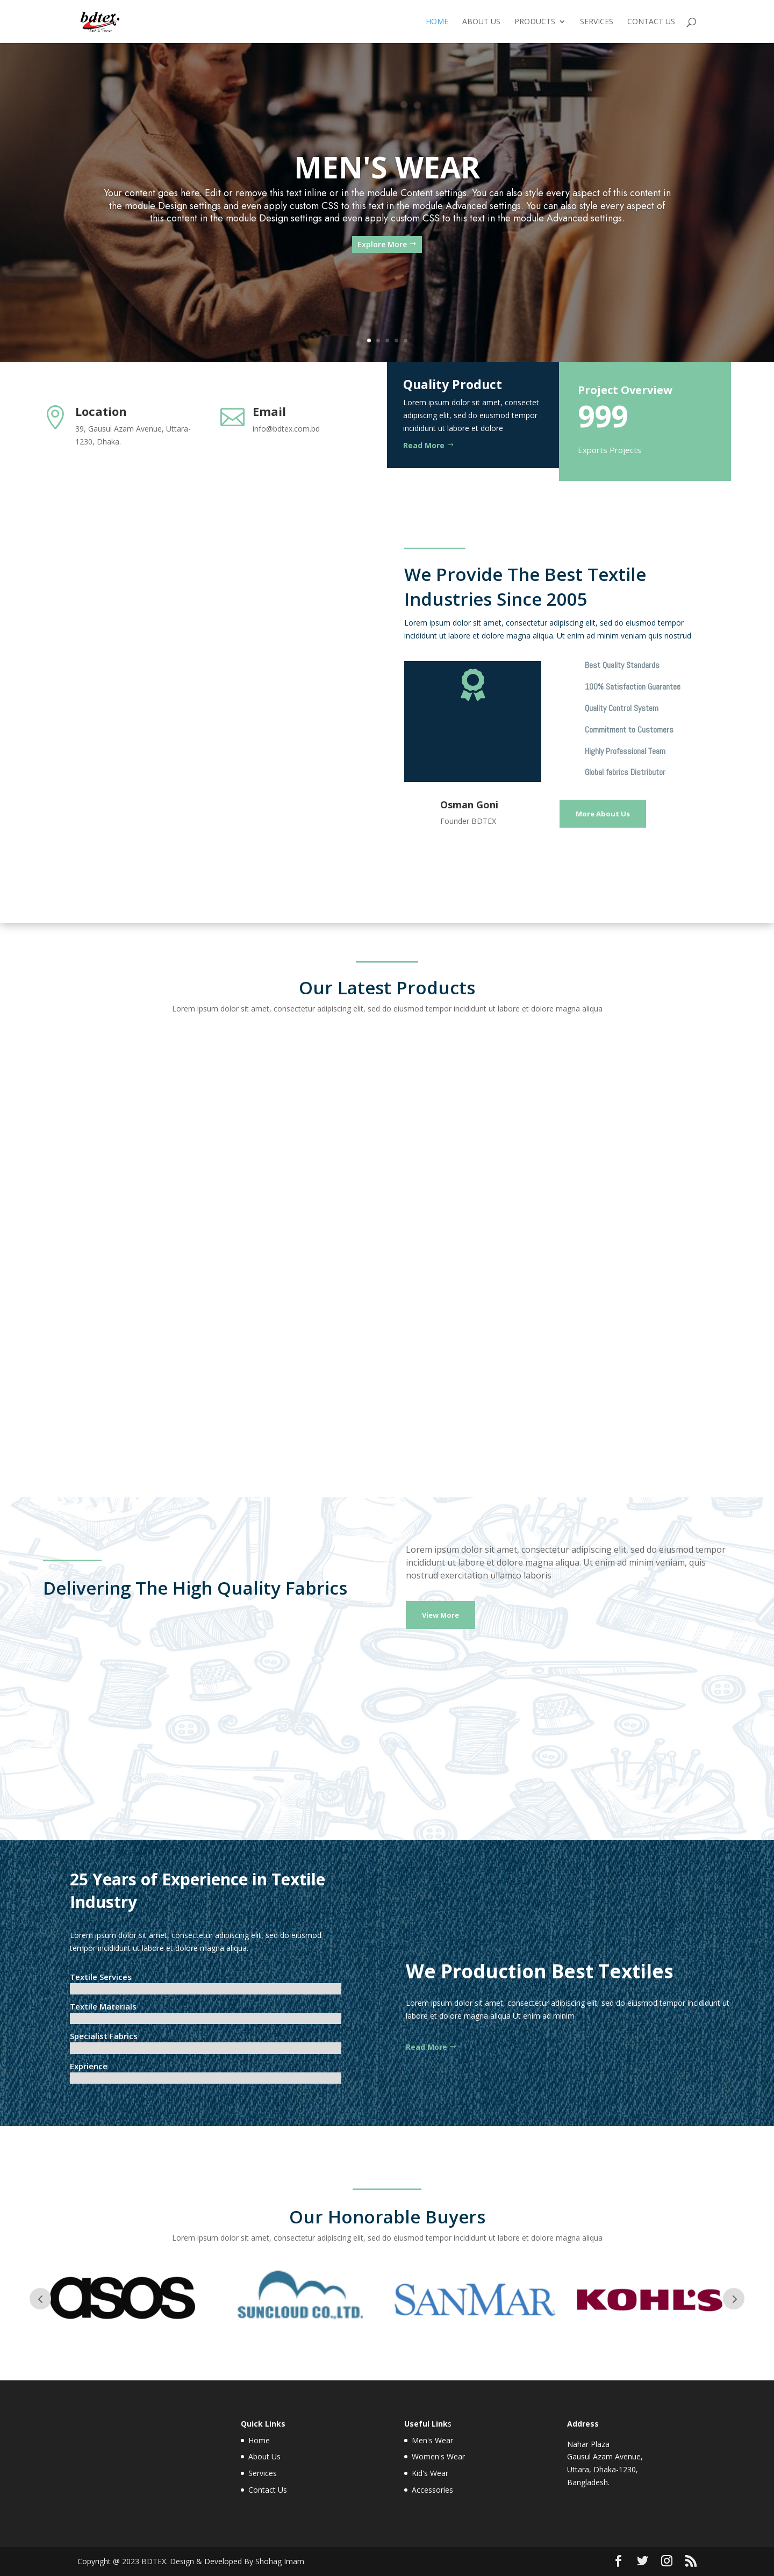 bdtex.
HOME
ABOUT US
PRODUCTS
SERVICES
CONTACT US
MEN'S WEAR
Your content goes here. Edit or remove this text inline or in the module Content settings. You can also style every aspect of this content in
the module Design settings and even apply custom CSS to this text in the module Advanced settings. You can also style every aspect of
this content in the module Design settings and even apply custom CSS to this text in the module Advanced settings.
Explore More
Location
39, Gausul Azam Avenue, Uttara-
1230, Dhaka.
Email
info@bdtex.com.bd
Quality Product
Lorem ipsum dolor sit amet, consectet
adipiscing elit, sed do eiusmod tempor
incididunt ut labore et dolore
Read More
Project Overview
999
Exports Projects
We Provide The Best Textile
Industries Since 2005
Lorem ipsum dolor sit amet, consectetur adipiscing elit, sed do eiusmod tempor
incididunt ut labore et dolore magna aliqua. Ut enim ad minim veniam quis nostrud
Best Quality Standards
100% Satisfaction Guarantee
Quality Control System
Commitment to Customers
Highly Professional Team
Global fabrics Distributor
Osman Goni
Founder BDTEX
More About Us
Our Latest Products
Lorem ipsum dolor sit amet, consectetur adipiscing elit, sed do eiusmod tempor incididunt ut labore et dolore magna aliqua
Delivering The High Quality Fabrics
Lorem ipsum dolor sit amet, consectetur adipiscing elit, sed do eiusmod tempor
incididunt ut labore et dolore magna aliqua. Ut enim ad minim veniam, quis
nostrud exercitation ullamco laboris
View More
25 Years of Experience in Textile
Industry
Lorem ipsum dolor sit amet, consectetur adipiscing elit, sed do eiusmod
tempor incididunt ut labore et dolore magna aliqua.
Textile Services
Textile Materials
Specialist Fabrics
Exprience
We Production Best Textiles
Lorem ipsum dolor sit amet, consectetur adipiscing elit, sed do eiusmod tempor incididunt ut
labore et dolore magna aliqua Ut enim ad minim
Read More
Our Honorable Buyers
Lorem ipsum dolor sit amet, consectetur adipiscing elit, sed do eiusmod tempor incididunt ut labore et dolore magna aliqua
asos
SUNCLOUD CO.,LTD.
SANMAR
KOHL'S
Quick Links
Home
About Us
Services
Contact Us
Useful Links
Men's Wear
Women's Wear
Kid's Wear
Accessories
Address
Nahar Plaza
Gausul Azam Avenue,
Uttara, Dhaka-1230,
Bangladesh.
Copyright @ 2023 BDTEX. Design & Developed By Shohag Imam